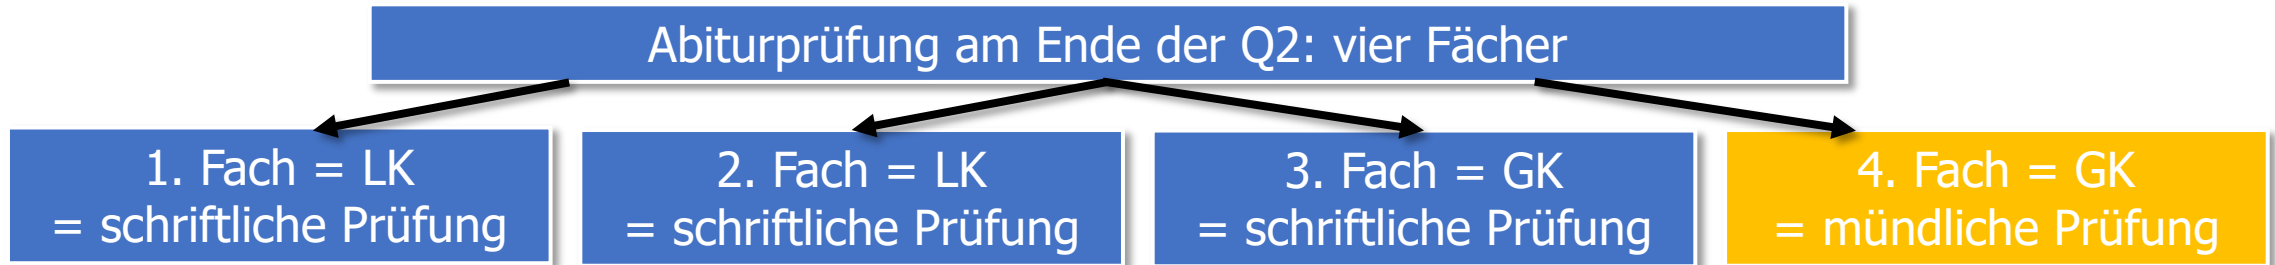 Abiturprüfung am Ende der Q2: vier Fächer
1. Fach = LK
= schriftliche Prüfung
2. Fach = LK
= schriftliche Prüfung
3. Fach = GK
= schriftliche Prüfung
4. Fach = GK
= mündliche Prüfung